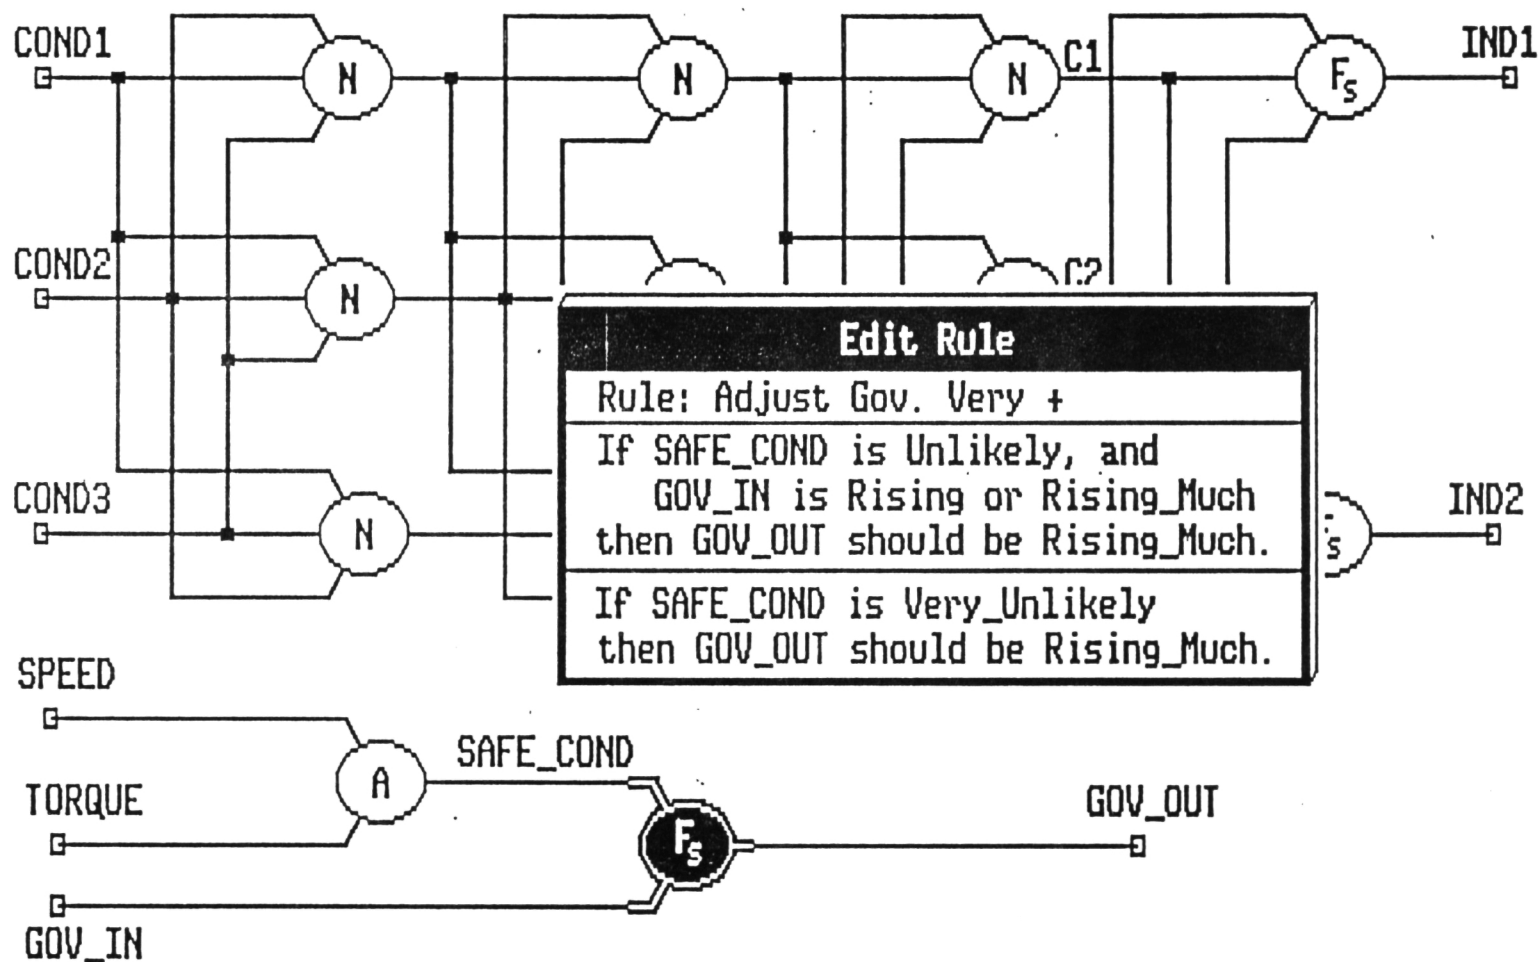 COND1
N
N
N
C1
Fs
IND1
COND2
N
C2
Edit Rule
Rule: Adjust Gov. Very +
If SAFE_COND is Unlikely, and
GOV_IN is Rising or Rising_Much
then GOV_OUT should be Rising_Much.
If SAFE_COND is Very_Unlikely
then GOV_OUT should be Rising_Much.
COND3
N
s
IND2
SPEED
A
SAFE_COND
TORQUE
Fs
GOV_OUT
GOV_IN